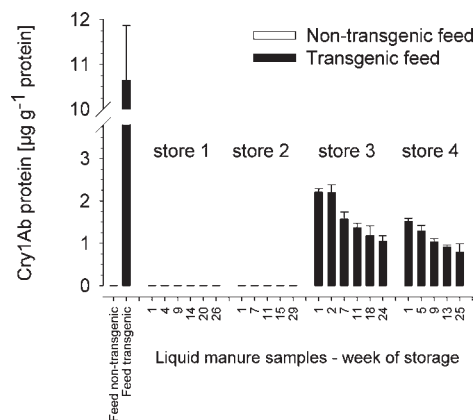 Non-transgenic feed
Transgenic feed
Cry1Ab protein [µg g-1 protein]
12
11
10
3
2
1
0
store 1
store 2
store 3
store 4
Feed non-transgenic
Feed transgenic
1 4 9 14 20 26
1 7 11 15 29
1 2 7 11 18 24
1 5 9 13 25
Liquid manure samples - week of storage